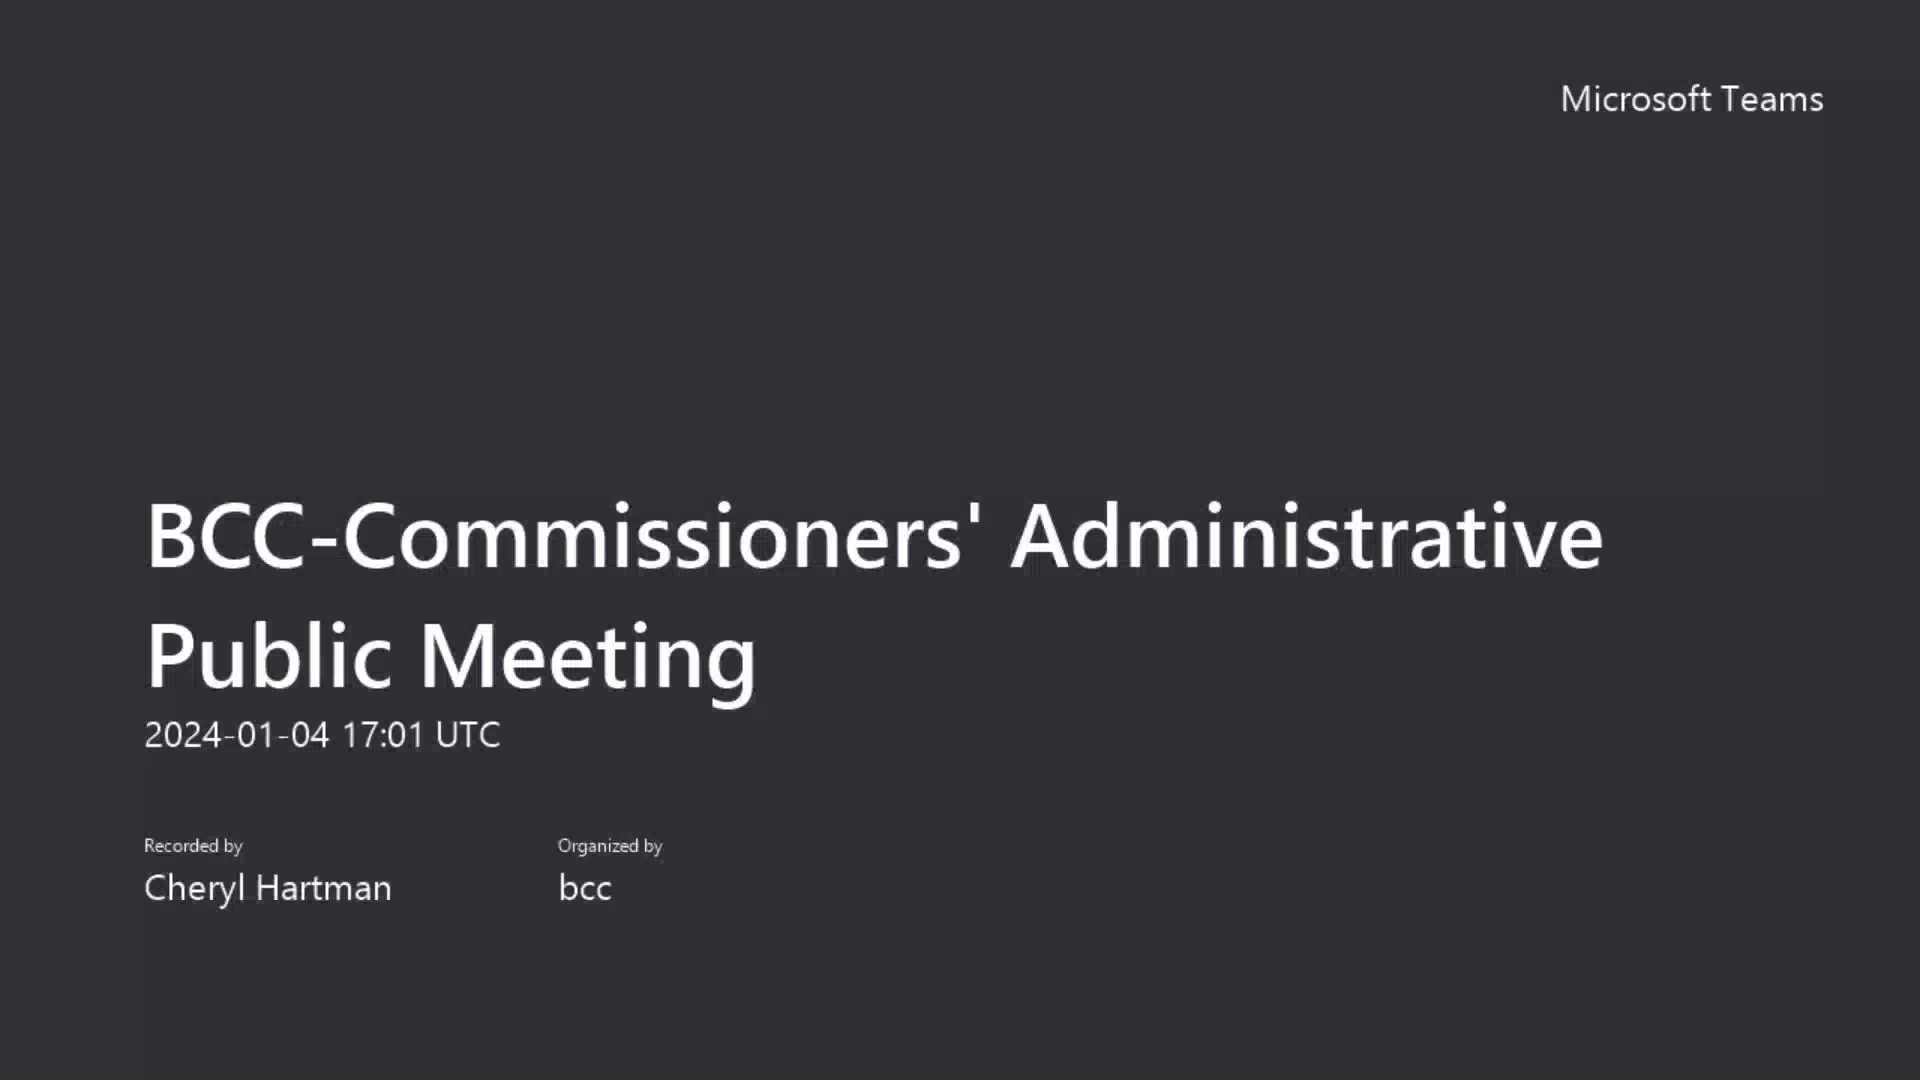 Microsoft Teams
BCC-Commissioners' Administrative
Public Meeting
2024-01-04 17:01 UTC
Recorded by
Organized by
Cheryl Hartman
bcc